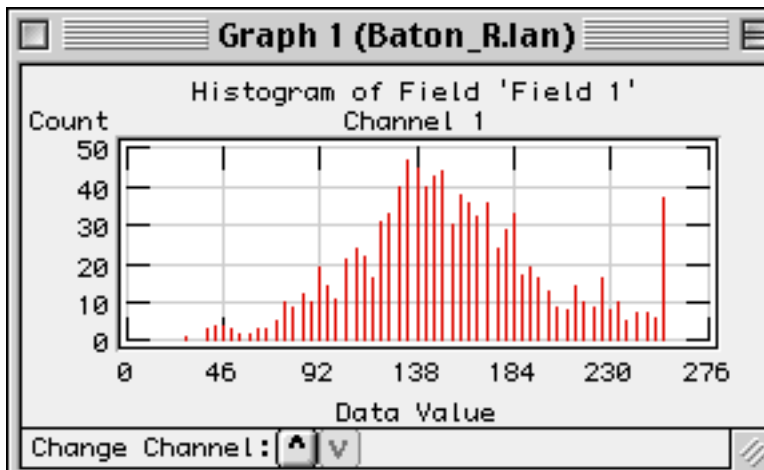 Graph 1 (Baton_R.lan)
Histogram of Field 'Field 1'
Count Channel 1
50
40
30
20
10
0
0 46 92 138 184 230 276
Data Value
Change Channel: ^ v